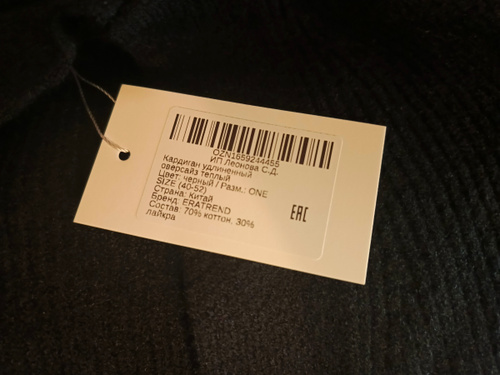 OZN1659244455
ИП Леонова С.Д.
Кардиган удлиненный
оверсайз теплый
Цвет: черный / Разм.: ONE
SIZE (40-52)
Страна: Китай
Бренд: ERATREND
Состав: 70% коттон, 30%
лайкра
EAC